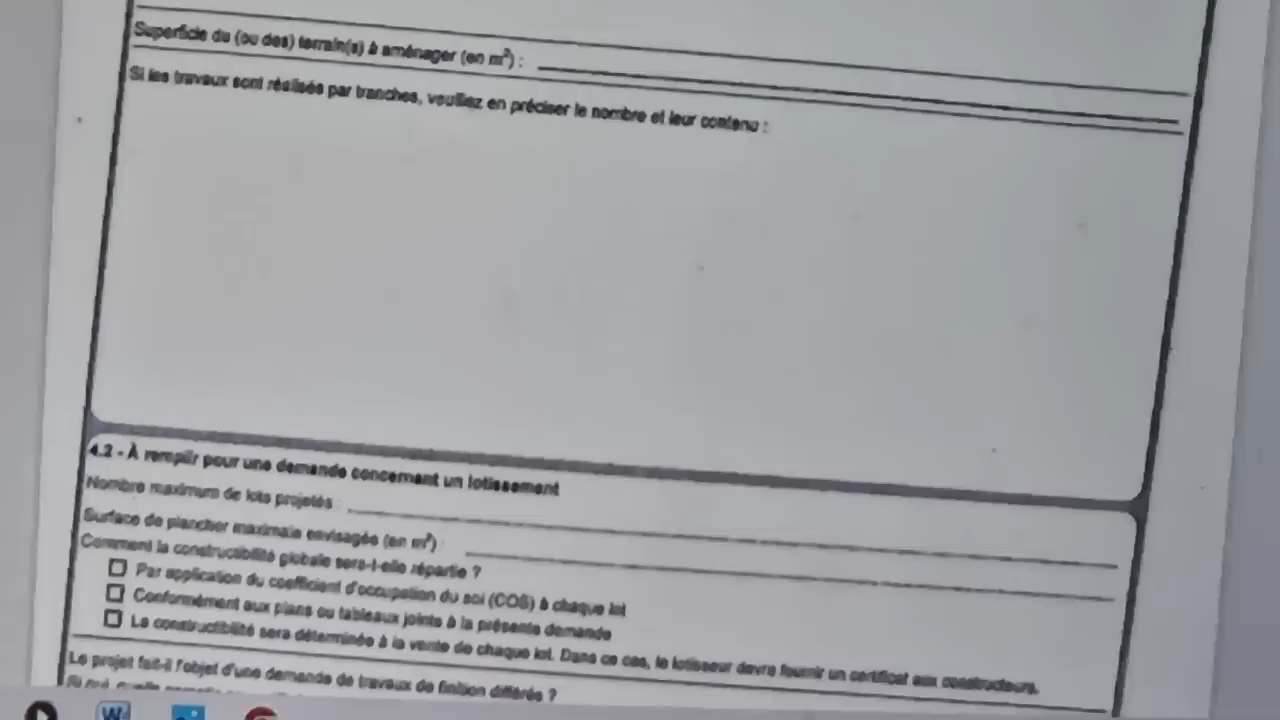 Superficie du (ou des) terrain(s) à aménager (en m²) :
Si les travaux sont réalisés par tranches, veuillez en préciser le nombre et leur contenu :
4.2 - À remplir pour une demande concernant un lotissement
Nombre maximum de lots projetés :
Surface de plancher maximale envisagée (en m²) :
Comment la constructibilité globale sera-t-elle répartie ?
Par application du coefficient d'occupation du sol (COS) à chaque lot
Conformément aux plans ou tableaux joints à la présente demande
La constructibilité sera déterminée à la vente de chaque lot. Dans ce cas, le lotisseur devra fournir un certificat aux constructeurs.
Le projet fait-il l'objet d'une demande de travaux de finition différés ?
W